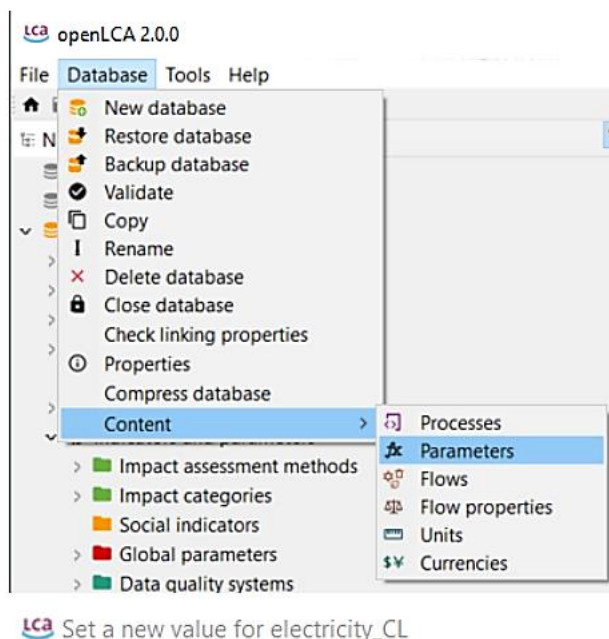 LCA openLCA 2.0.0
File Database Tools Help
New database
N
Restore database
Backup database
Validate
Copy
Rename
Delete database
Close database
Check linking properties
Properties
Compress database
Content
Processes
Parameters
Flows
Flow properties
Units
$¥ Currencies
Impact assessment methods
Impact categories
Social indicators
Global parameters
Data quality systems
LCA Set a new value for electricity_CL